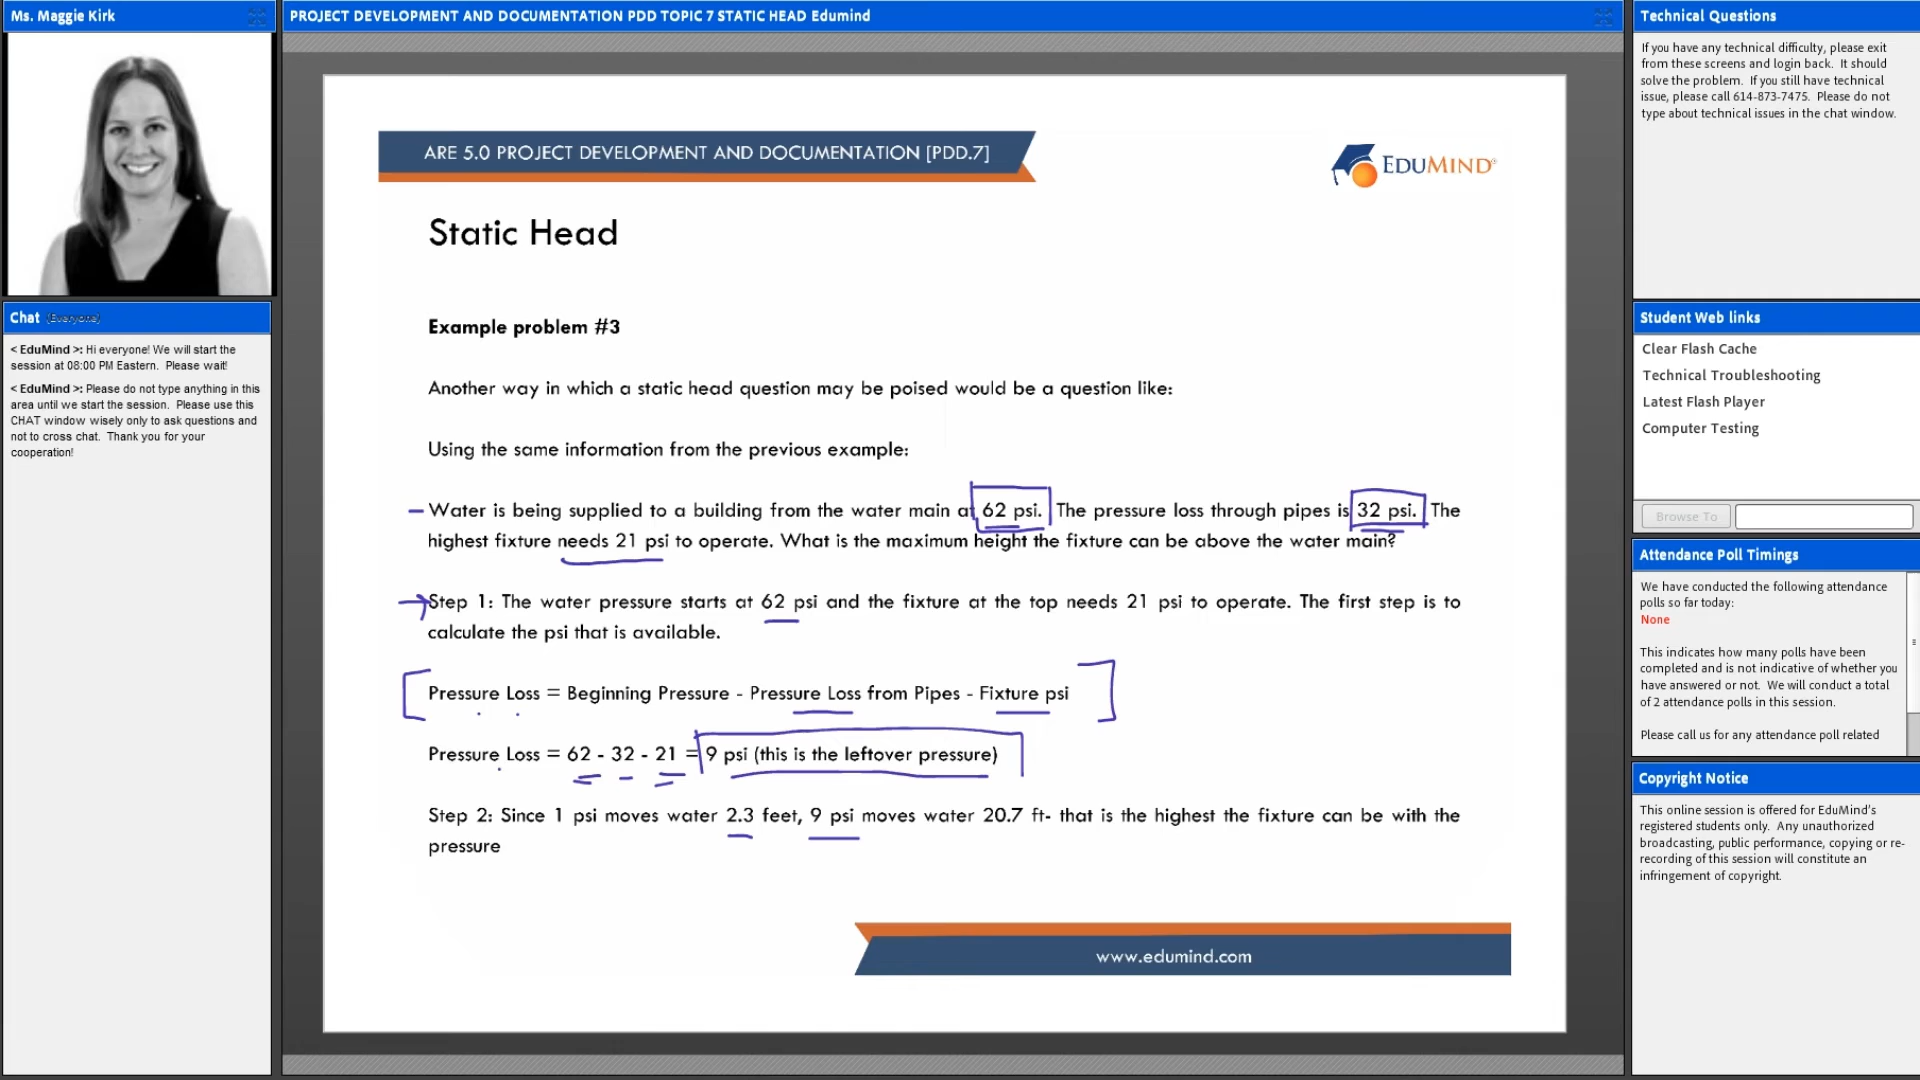 Ms. Maggie Kirk
PROJECT DEVELOPMENT AND DOCUMENTATION PDD TOPIC 7 STATIC HEAD Edumind
Technical Questions
If you have any technical difficulty, please exit
from these screens and login back. It should
solve the problem. If you still have technical
issue, please call 614-873-7475. Please do not
type about technical issues in the chat window.
ARE 5.0 PROJECT DEVELOPMENT AND DOCUMENTATION [PDD.7]
EDUMIND®
Static Head
Example problem #3
Another way in which a static head question may be poised would be a question like:
Using the same information from the previous example:
Water is being supplied to a building from the water main at 62 psi. The pressure loss through pipes is 32 psi. The
highest fixture needs 21 psi to operate. What is the maximum height the fixture can be above the water main?
Step 1: The water pressure starts at 62 psi and the fixture at the top needs 21 psi to operate. The first step is to
calculate the psi that is available.
Pressure Loss = Beginning Pressure - Pressure Loss from Pipes - Fixture psi
Pressure Loss = 62 - 32 - 21 = 9 psi (this is the leftover pressure)
Step 2: Since 1 psi moves water 2.3 feet, 9 psi moves water 20.7 ft- that is the highest the fixture can be with the
pressure
www.edumind.com
Chat (Everyone)
< EduMind >: Hi everyone! We will start the
session at 08:00 PM Eastern. Please wait!
< EduMind >: Please do not type anything in this
area until we start the session. Please use this
CHAT window wisely only to ask questions and
not to cross chat. Thank you for your
cooperation!
Student Web links
Clear Flash Cache
Technical Troubleshooting
Latest Flash Player
Computer Testing
Browse To
Attendance Poll Timings
We have conducted the following attendance
polls so far today:
None
This indicates how many polls have been
completed and is not indicative of whether you
have answered or not. We will conduct a total
of 2 attendance polls in this session.
Please call us for any attendance poll related
Copyright Notice
This online session is offered for EduMind's
registered students only. Any unauthorized
broadcasting, public performance, copying or re-
recording of this session will constitute an
infringement of copyright.